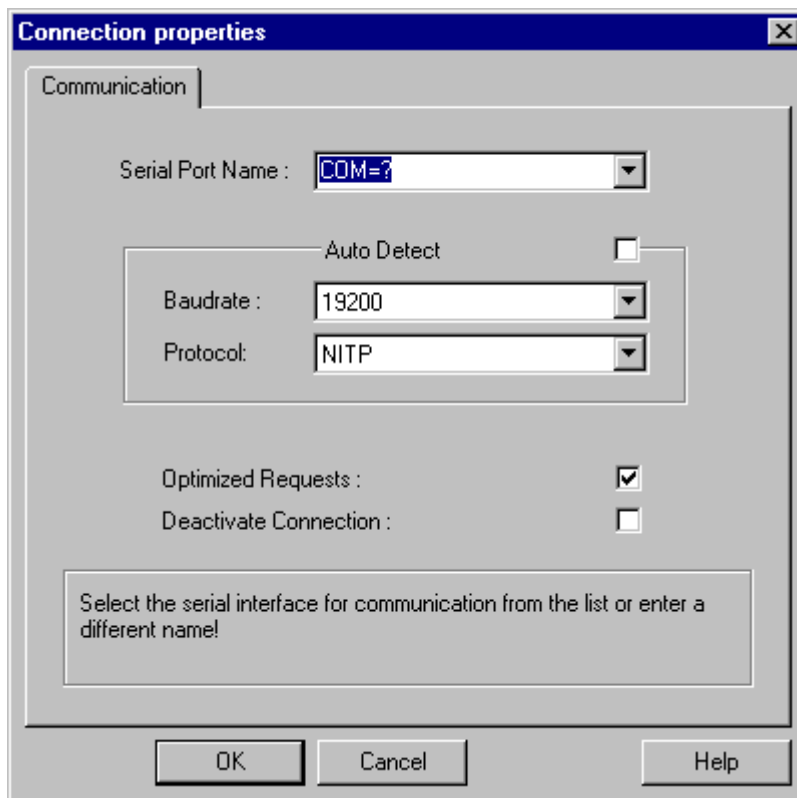 Connection properties
Communication
Serial Port Name : COM=?
Auto Detect
Baudrate : 19200
Protocol: NITP
Optimized Requests :
Deactivate Connection :
Select the serial interface for communication from the list or enter a
different name!
OK Cancel Help